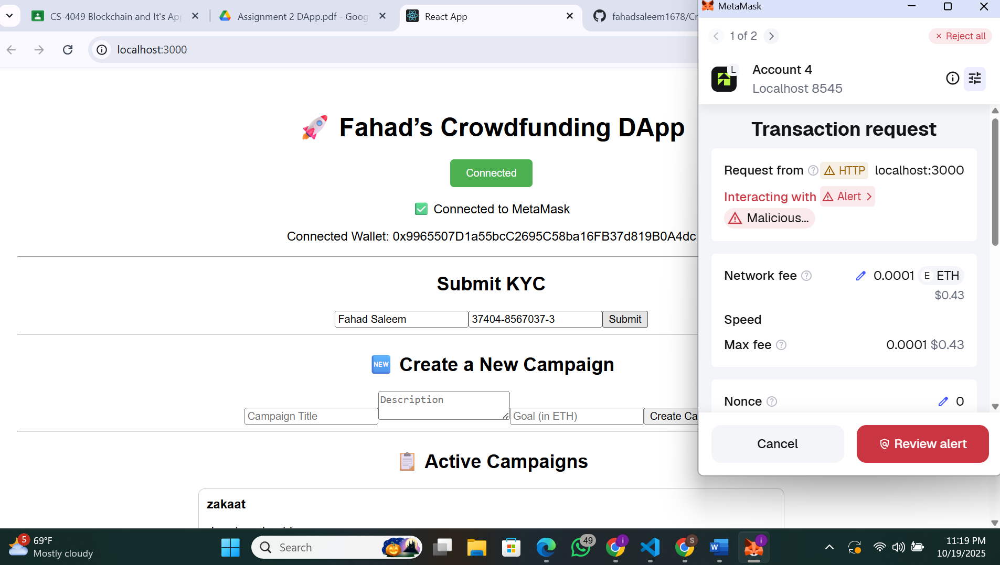 CS-4049 Blockchain and It's Ap
Assignment 2 DApp.pdf - Goog
React App
fahadsaleem1678/Cr
localhost:3000
🚀 Fahad’s Crowdfunding DApp
Connected
✅ Connected to MetaMask
Connected Wallet: 0x9965507D1a55bcC2695C58ba16FB37d819B0A4dc
Submit KYC
Fahad Saleem 37404-8567037-3 Submit
🆕 Create a New Campaign
Campaign Title Description Goal (in ETH) Create Ca
📋 Active Campaigns
zakaat
MetaMask
1 of 2 Reject all
L
Account 4
Localhost 8545
Transaction request
Request from HTTP localhost:3000
Interacting with Alert
Malicious...
Network fee 0.0001 E ETH
$0.43
Speed
Max fee 0.0001 $0.43
Nonce 0
Cancel Review alert
5
69°F
Mostly cloudy
Search
49
i
S
W
i
11:19 PM
10/19/2025